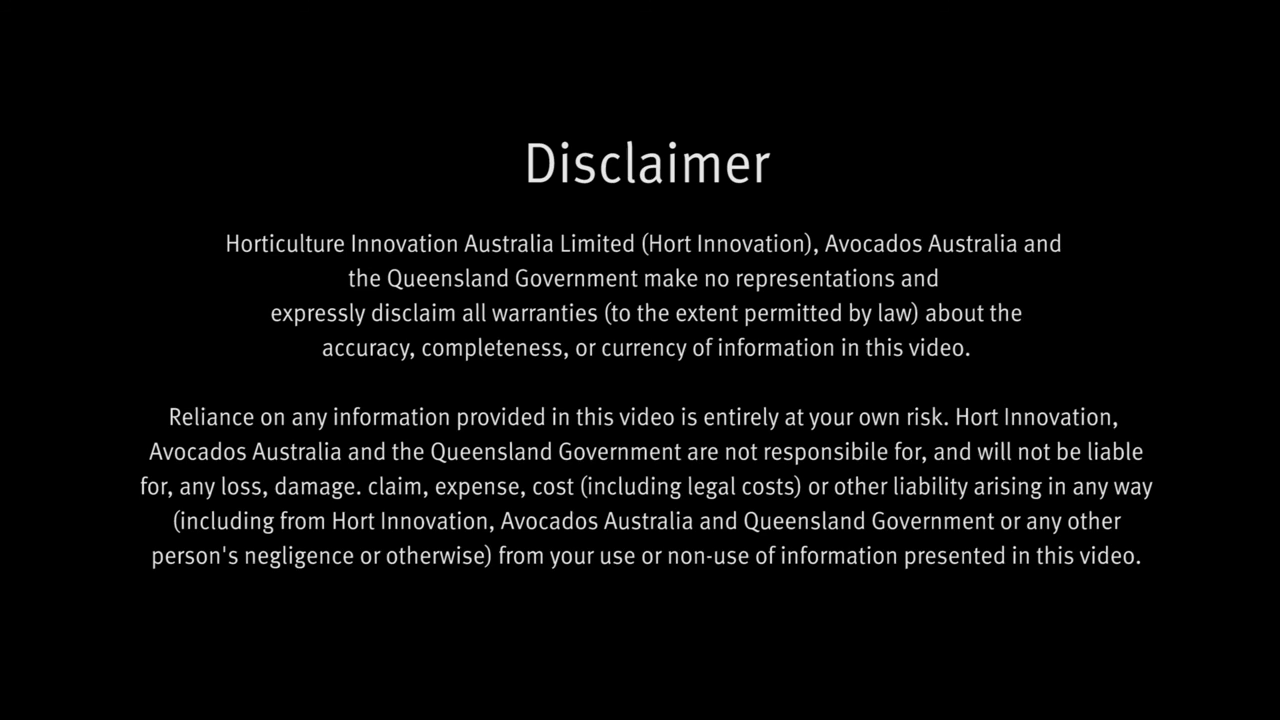 Disclaimer
Horticulture Innovation Australia Limited (Hort Innovation), Avocados Australia and
the Queensland Government make no representations and
expressly disclaim all warranties (to the extent permitted by law) about the
accuracy, completeness, or currency of information in this video.
Reliance on any information provided in this video is entirely at your own risk. Hort Innovation,
Avocados Australia and the Queensland Government are not responsibile for, and will not be liable
for, any loss, damage. claim, expense, cost (including legal costs) or other liability arising in any way
(including from Hort Innovation, Avocados Australia and Queensland Government or any other
person's negligence or otherwise) from your use or non-use of information presented in this video.